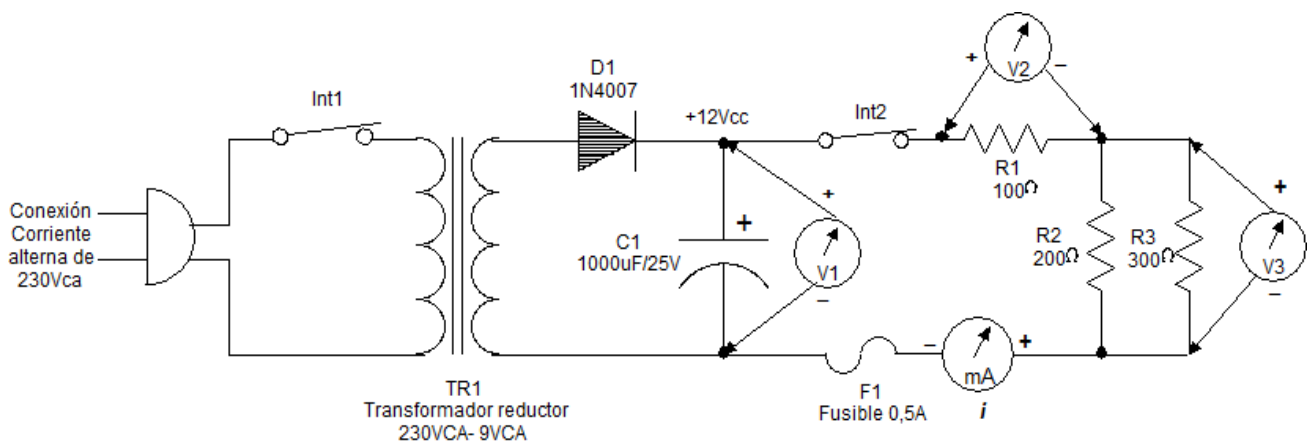 Conexión
Corriente
alterna de
230Vca
Int1
TR1
Transformador reductor
230VCA- 9VCA
D1
1N4007
+12Vcc
C1
1000uF/25V
+
+
V1
–
Int2
+
V2
–
R1
100Ω
R2
200Ω
R3
300Ω
+
V3
–
F1
Fusible 0,5A
–
mA
+
i